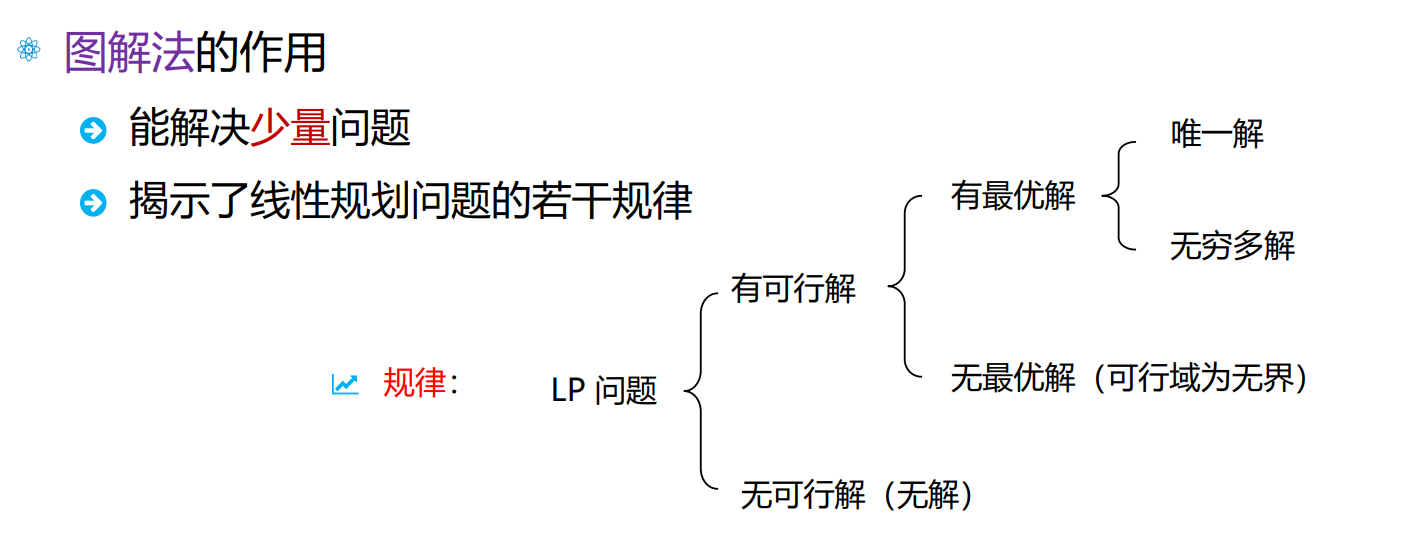 图解法的作用
能解决少量问题
揭示了线性规划问题的若干规律
唯一解
有最优解
无穷多解
有可行解
无最优解（可行域为无界）
规律：
LP 问题
无可行解（无解）